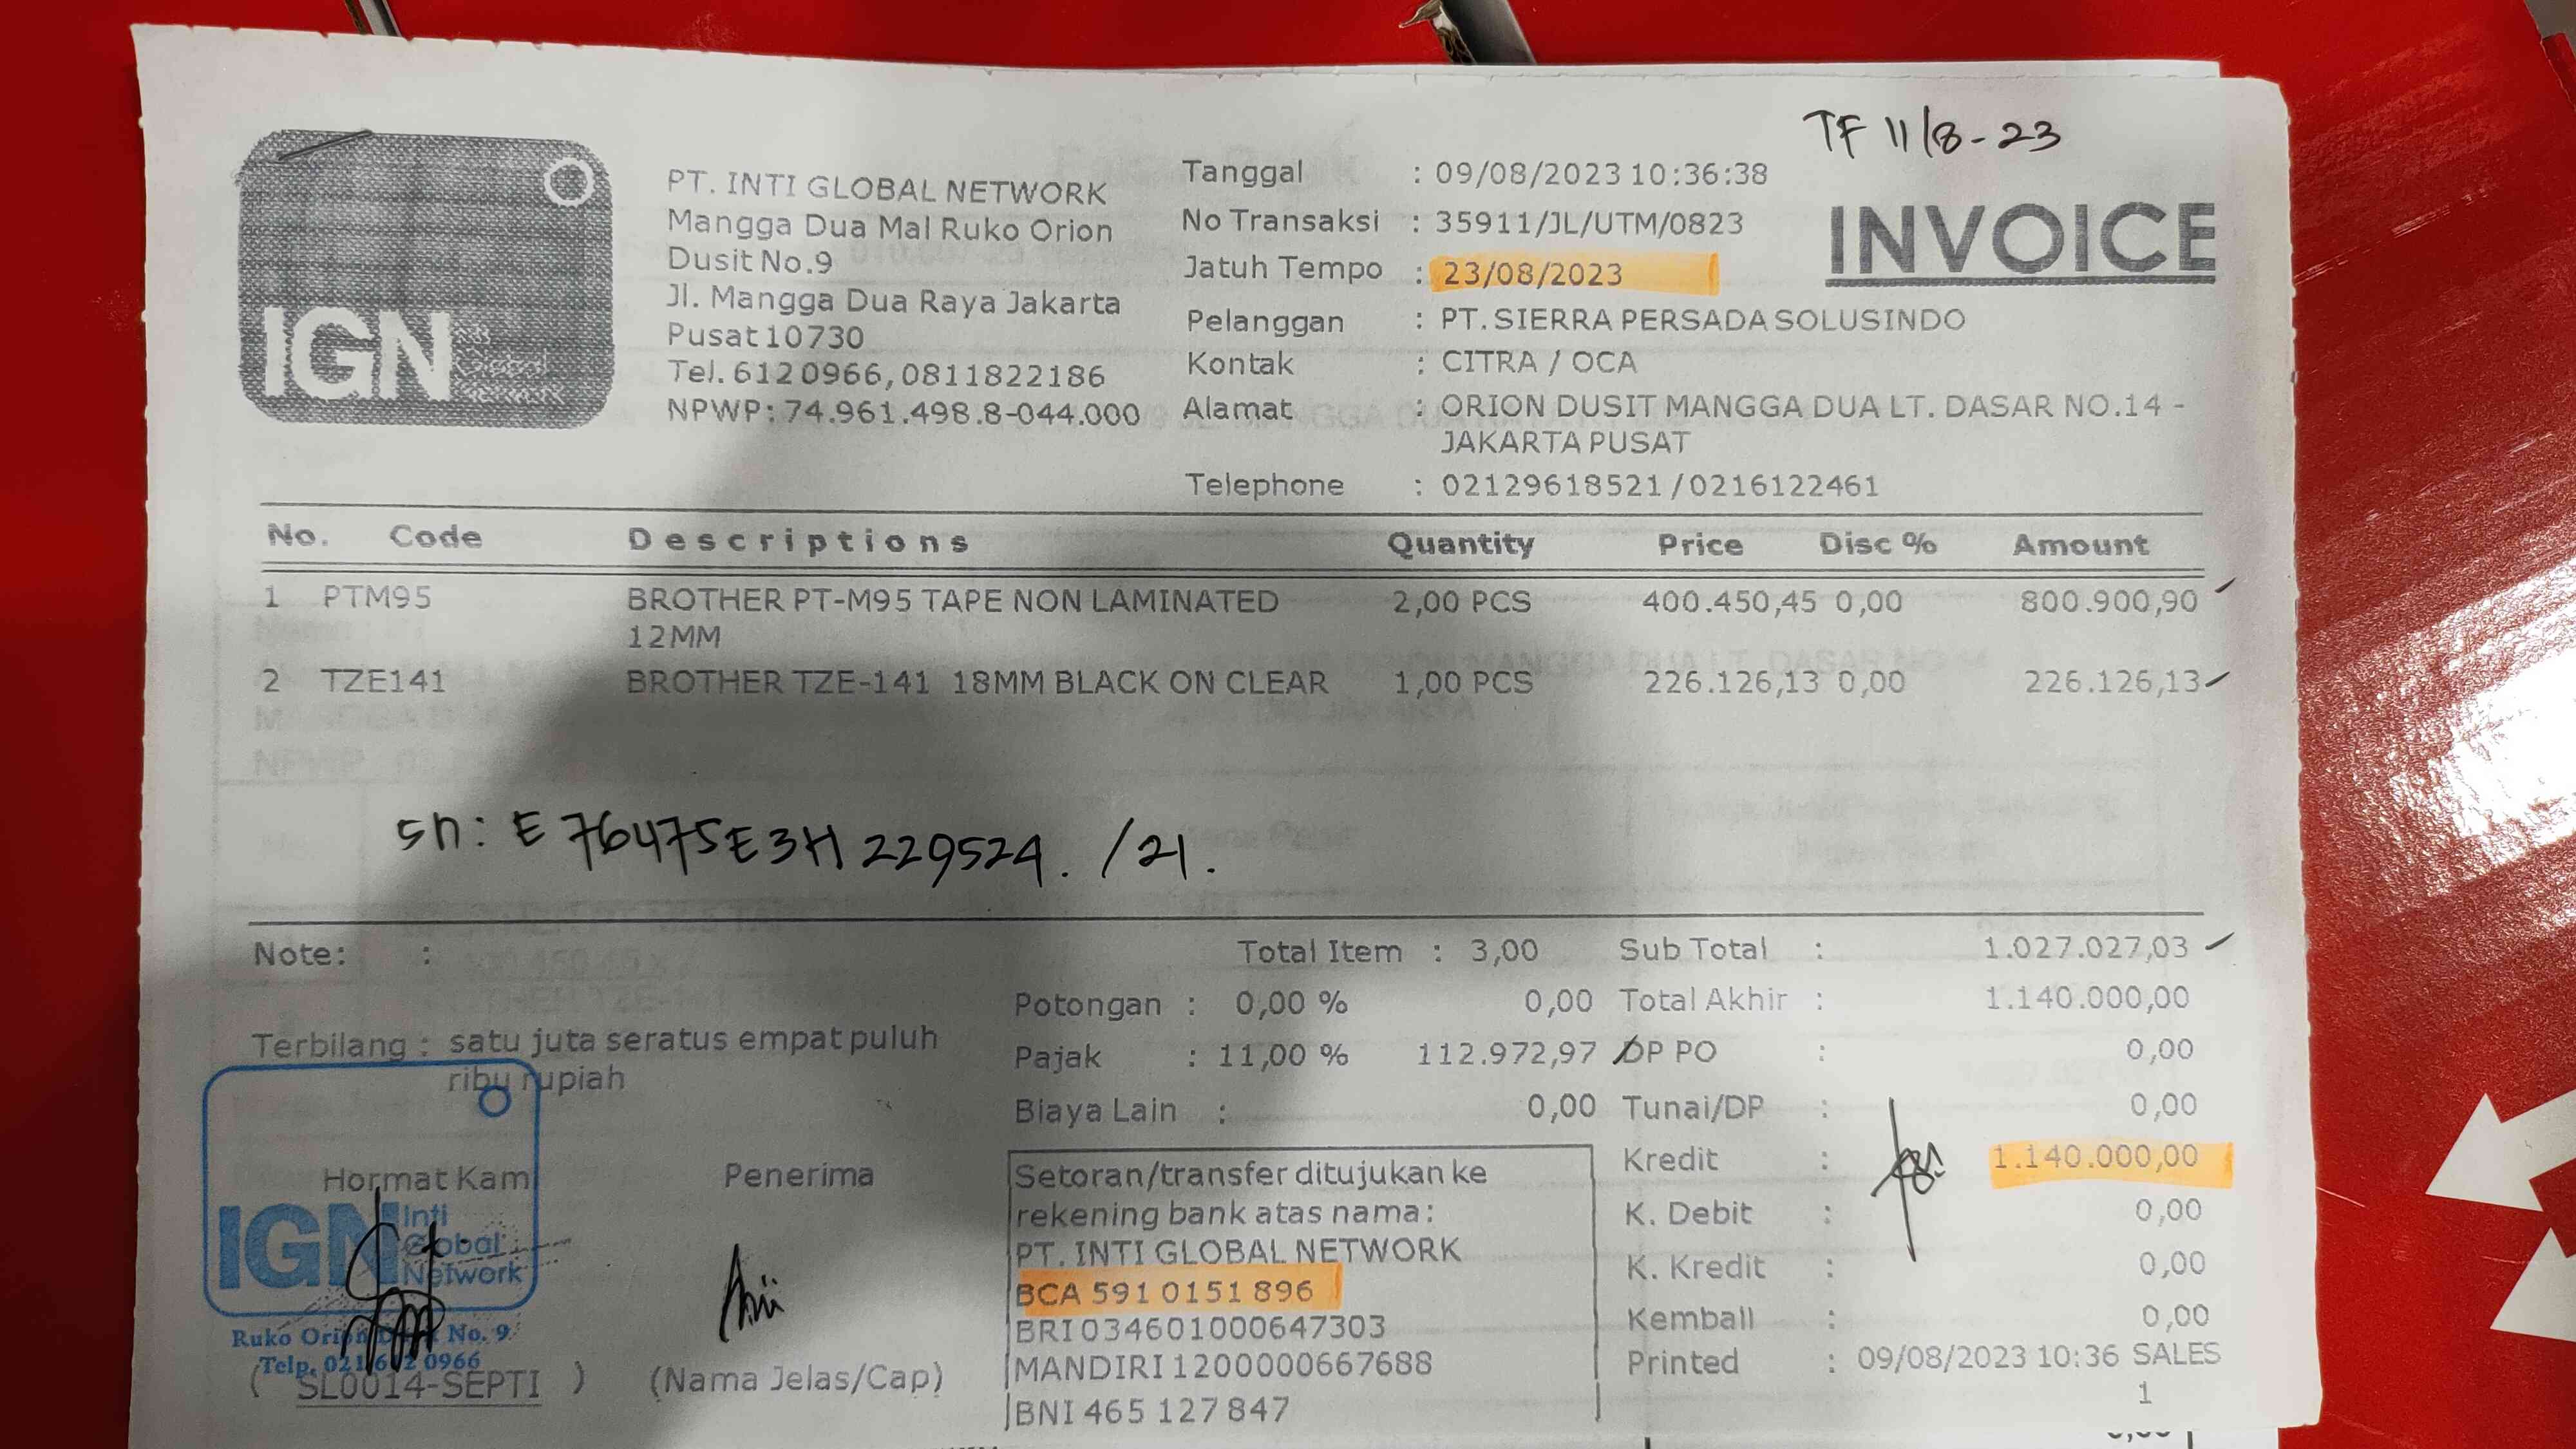 TF 11/8-23
INVOICE
IGN
PT. INTI GLOBAL NETWORK
Mangga Dua Mal Ruko Orion
Dusit No.9
Jl. Mangga Dua Raya Jakarta
Pusat 10730
Tel. 6120966, 0811822186
NPWP: 74.961.498.8-044.000
Tanggal : 09/08/2023 10:36:38
No Transaksi : 35911/JL/UTM/0823
Jatuh Tempo : 23/08/2023
Pelanggan : PT. SIERRA PERSADA SOLUSINDO
Kontak : CITRA / OCA
Alamat : ORION DUSIT MANGGA DUA LT. DASAR NO.14 -
JAKARTA PUSAT
Telephone : 02129618521 / 0216122461
No. Code Descriptions Quantity Price Disc % Amount
1 PTM95 BROTHER PT-M95 TAPE NON LAMINATED 2,00 PCS 400.450,45 0,00 800.900,90
12MM
2 TZE141 BROTHER TZE-141 18MM BLACK ON CLEAR 1,00 PCS 226.126,13 0,00 226.126,13
sn: E 76475E3H 229524. /21.
Note: : Total Item : 3,00 Sub Total : 1.027.027,03
Potongan : 0,00 % 0,00 Total Akhir : 1.140.000,00
Terbilang : satu juta seratus empat puluh
ribu rupiah
Pajak : 11,00 % 112.972,97 DP PO : 0,00
Biaya Lain : 0,00 Tunai/DP : 0,00
Kredit : 1.140.000,00
K. Debit : 0,00
K. Kredit : 0,00
Kembali : 0,00
Printed : 09/08/2023 10:36 SALES
1
Hormat Kam
IGN Inti
Global
Network
Ruko Orion No. 9
Telp. 021 612 0966
( SL0014-SEPTI )
Penerima
(Nama Jelas/Cap)
Setoran/transfer ditujukan ke
rekening bank atas nama:
PT. INTI GLOBAL NETWORK
BCA 591 0151 896
BRI 034601000647303
MANDIRI 1200000667688
BNI 465 127 847